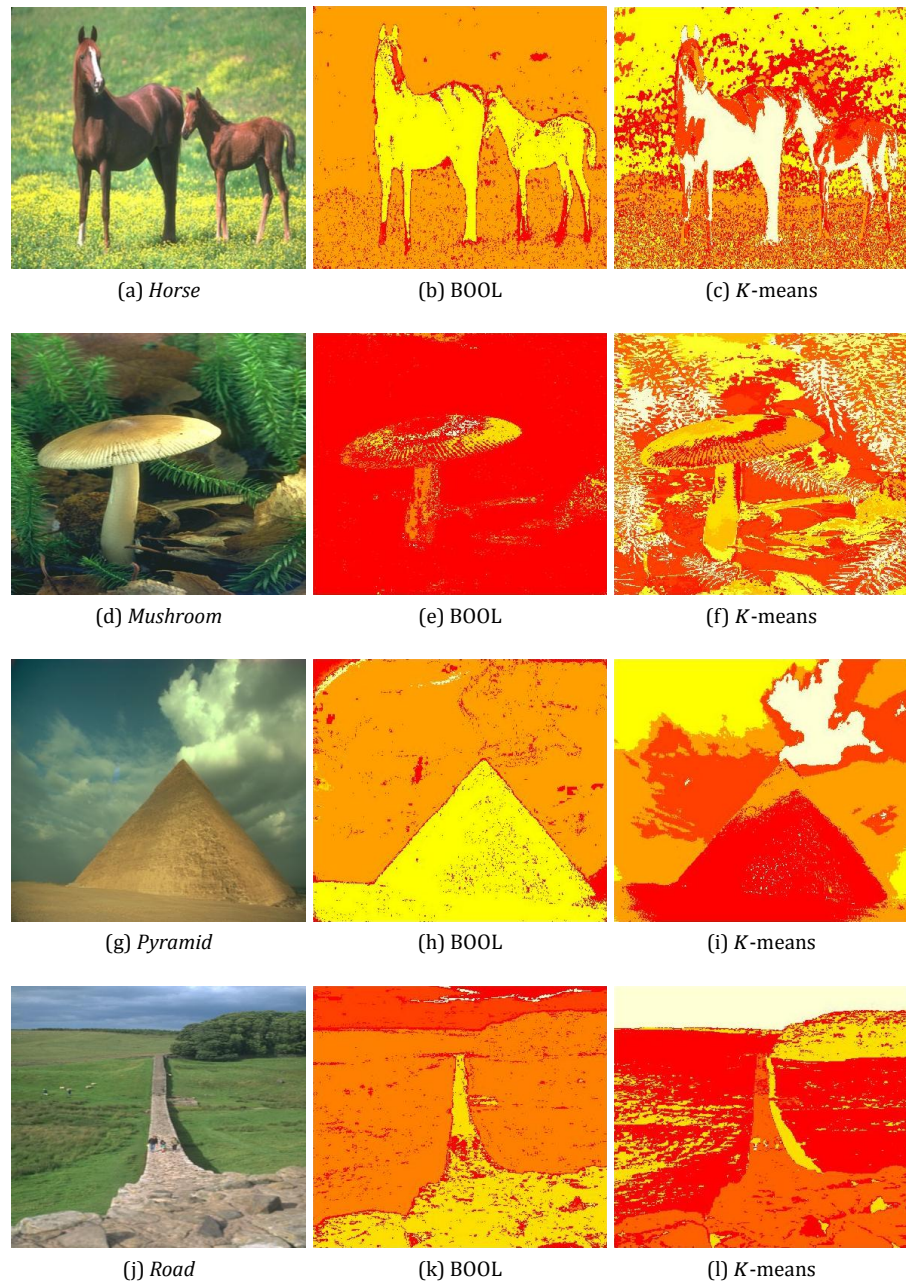 (a) Horse
(b) BOOL
(c) K-means
(d) Mushroom
(e) BOOL
(f) K-means
(g) Pyramid
(h) BOOL
(i) K-means
(j) Road
(k) BOOL
(l) K-means